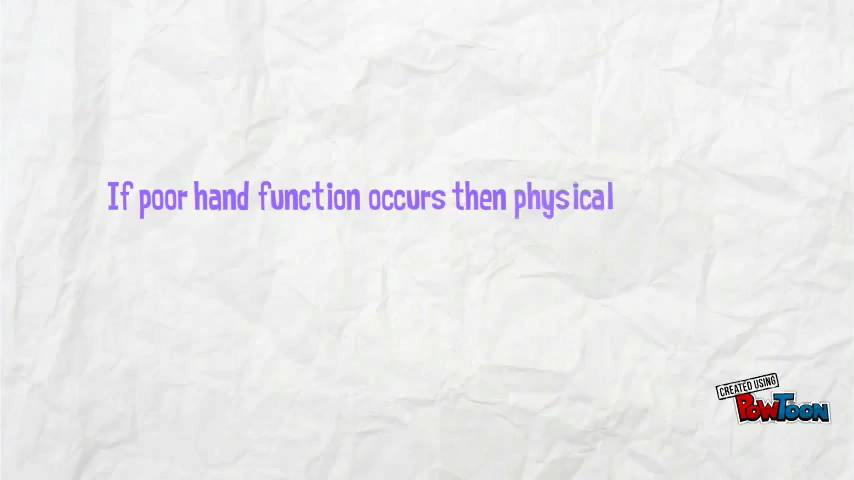 If poor hand function occurs then physical
CREATED USING
POWTOON